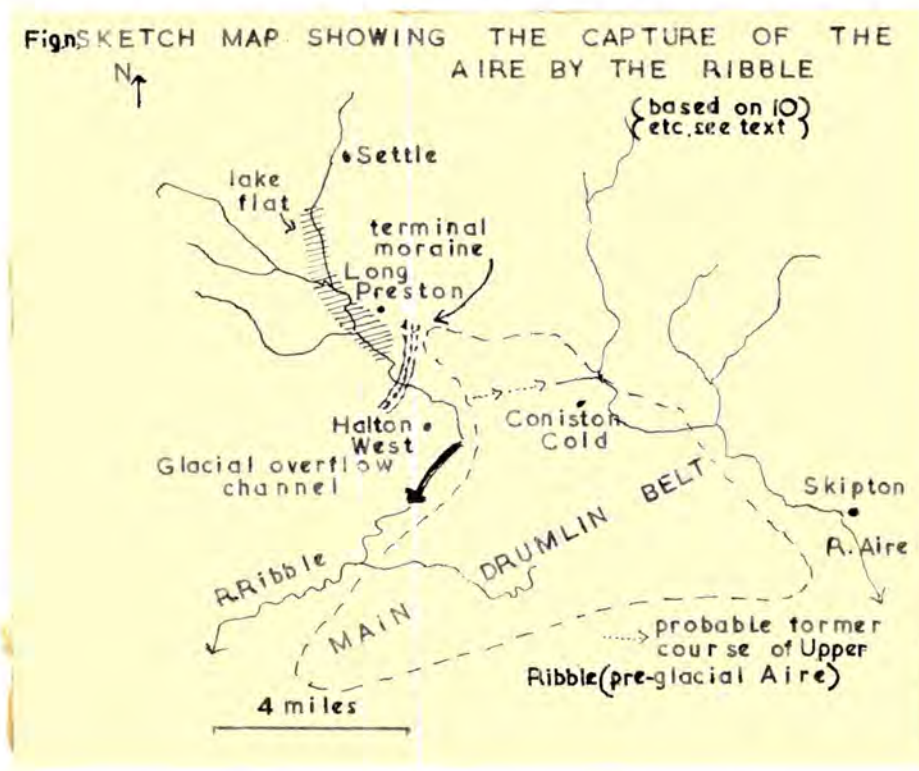 Fig.n. SKETCH MAP SHOWING THE CAPTURE OF THE
AIRE BY THE RIBBLE
N
(based on 10)
etc. see text
Settle
lake
flat
terminal
moraine
Long
Preston
Halton
West
Coniston
Cold
Glacial overflow
channel
Skipton
R. Aire
R.Ribble
MAIN DRUMLIN BELT
probable former
course of Upper
Ribble (pre-glacial Aire)
4 miles